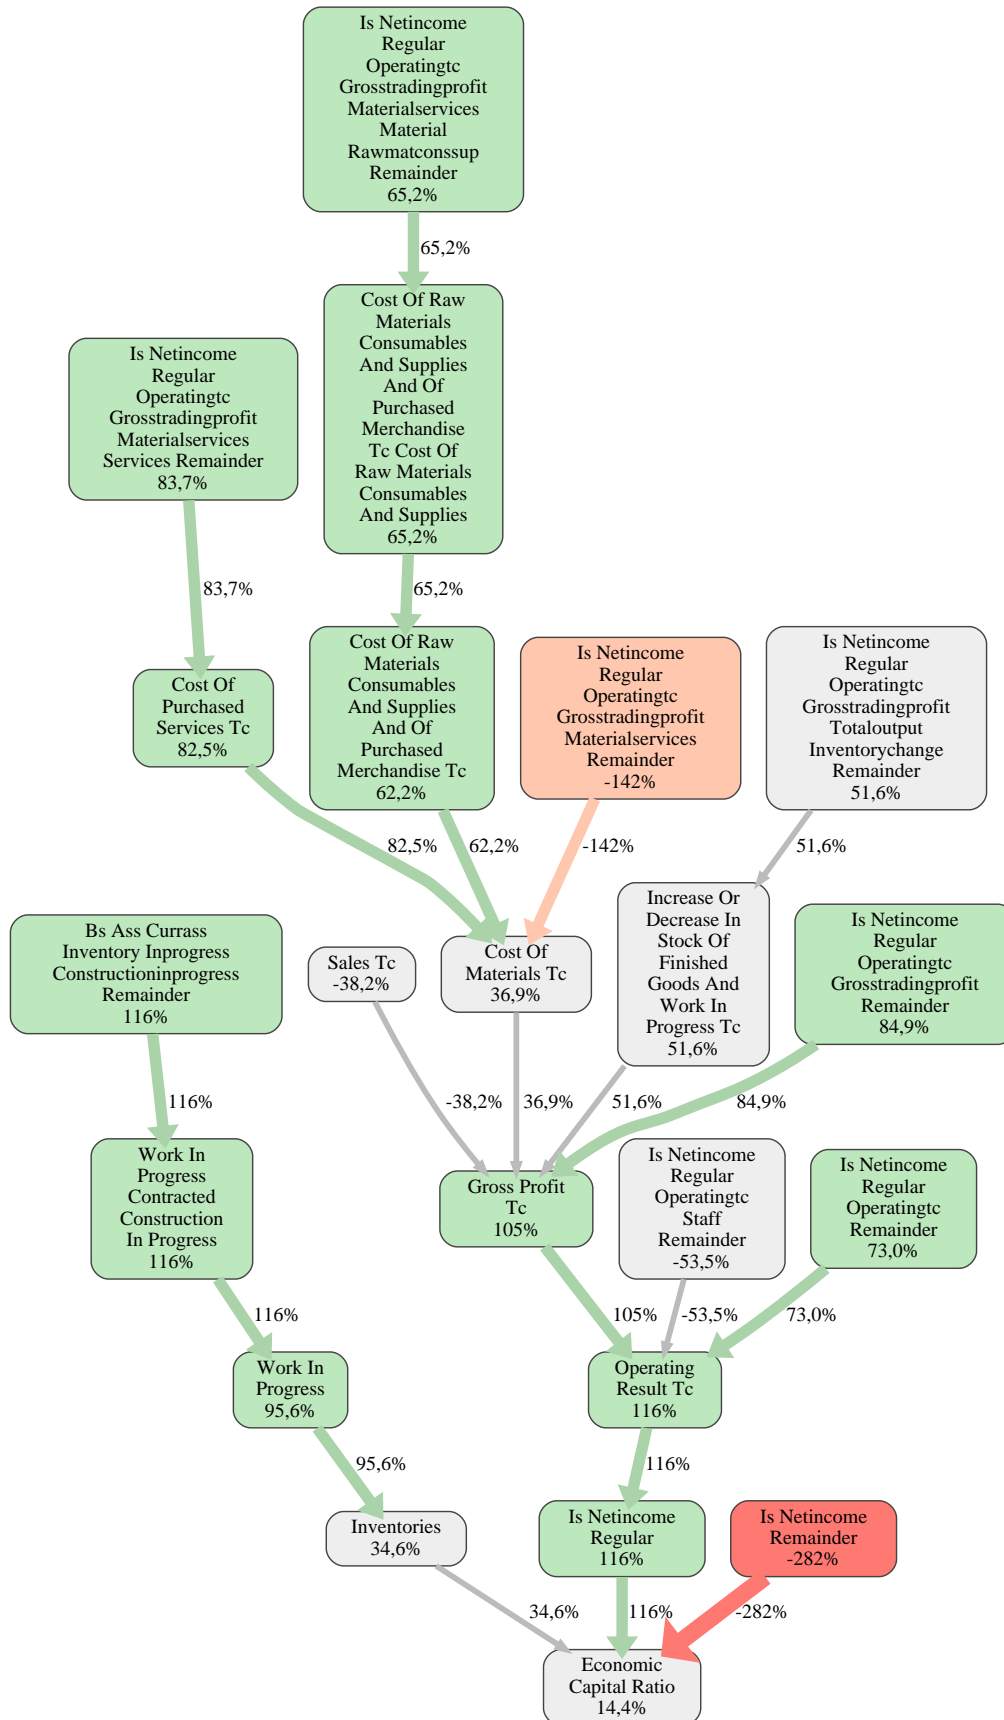 Is Netincome
Regular
Operatingtc
Grosstradingprofit
Materialservices
Material
Rawmatconssup
Remainder
65,2%
65,2%
Cost Of Raw
Materials
Consumables
And Supplies
And Of
Purchased
Merchandise
Tc Cost Of
Raw Materials
Consumables
And Supplies
65,2%
Is Netincome
Regular
Operatingtc
Grosstradingprofit
Materialservices
Services Remainder
83,7%
83,7%
65,2%
Cost Of
Purchased
Services Tc
82,5%
Cost Of Raw
Materials
Consumables
And Supplies
And Of
Purchased
Merchandise Tc
62,2%
Is Netincome
Regular
Operatingtc
Grosstradingprofit
Materialservices
Remainder
-142%
Is Netincome
Regular
Operatingtc
Grosstradingprofit
Totaloutput
Inventorychange
Remainder
51,6%
82,5%
62,2%
-142%
51,6%
Bs Ass Currass
Inventory Inprogress
Constructioninprogress
Remainder
116%
Sales Tc
-38,2%
Cost Of
Materials Tc
36,9%
Increase Or
Decrease In
Stock Of
Finished
Goods And
Work In
Progress Tc
51,6%
Is Netincome
Regular
Operatingtc
Grosstradingprofit
Remainder
84,9%
116%
-38,2%
36,9%
51,6%
84,9%
Work In
Progress
Contracted
Construction
In Progress
116%
Gross Profit
Tc
105%
Is Netincome
Regular
Operatingtc
Staff
Remainder
-53,5%
Is Netincome
Regular
Operatingtc
Remainder
73,0%
116%
105%
-53,5%
73,0%
Work In
Progress
95,6%
Operating
Result Tc
116%
95,6%
116%
Inventories
34,6%
Is Netincome
Regular
116%
Is Netincome
Remainder
-282%
34,6%
116%
-282%
Economic
Capital Ratio
14,4%